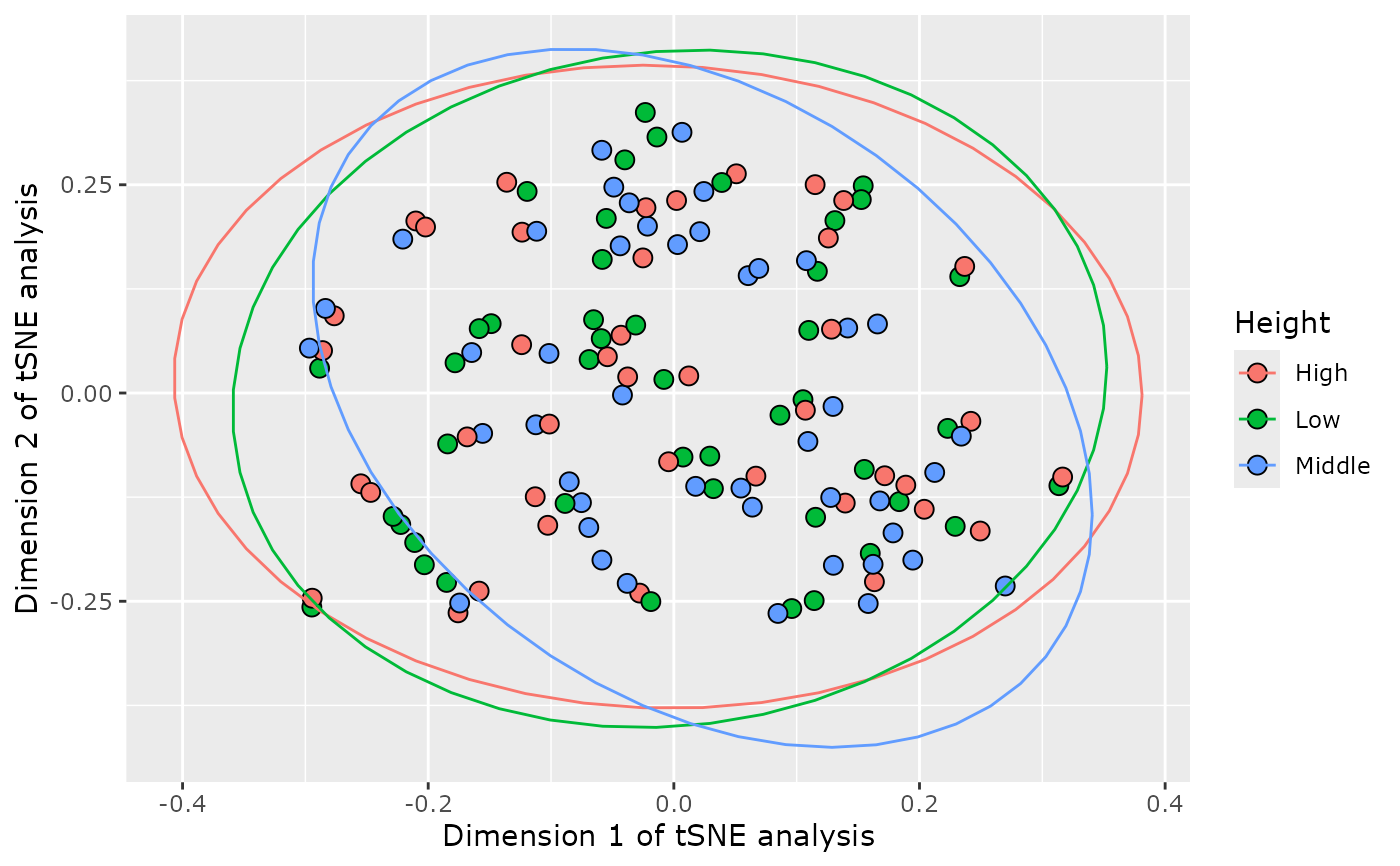 Dimension 2 of tSNE analysis
0.25
0.00
-0.25
-0.4
-0.2
0.0
0.2
0.4
Dimension 1 of tSNE analysis
Height
High
Low
Middle